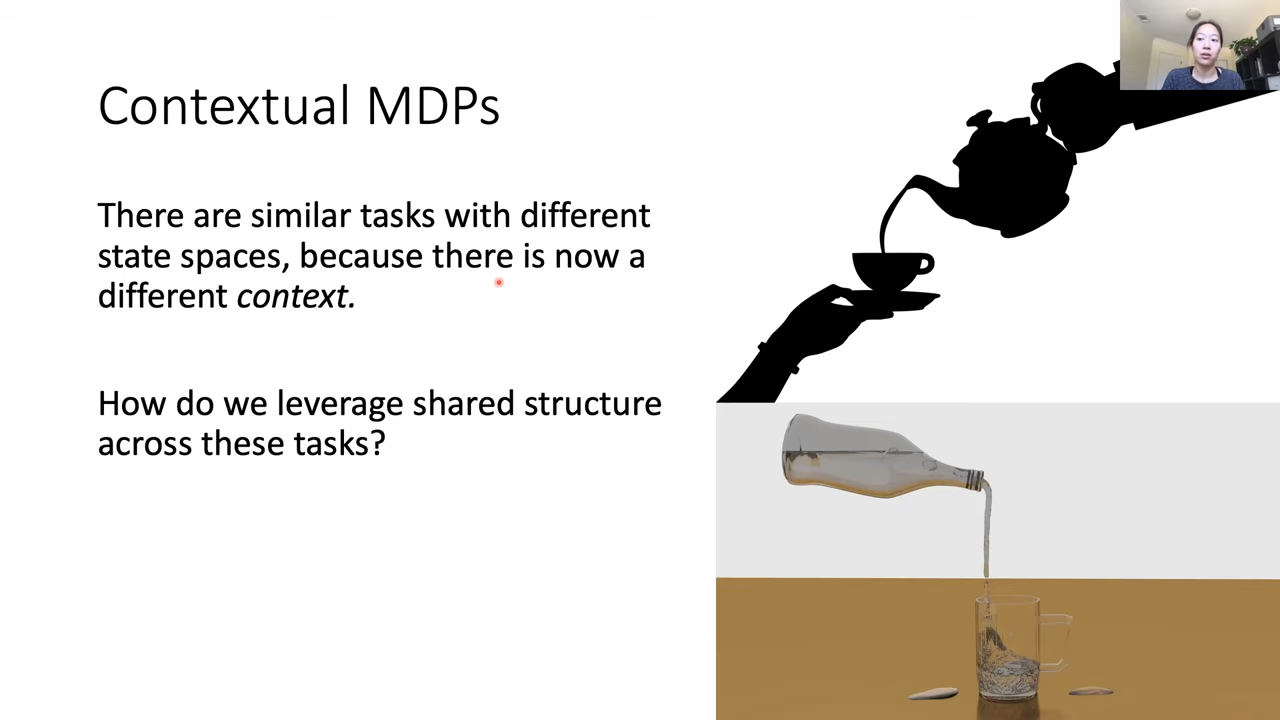 Contextual MDPs
There are similar tasks with different
state spaces, because there is now a
different context.
How do we leverage shared structure
across these tasks?